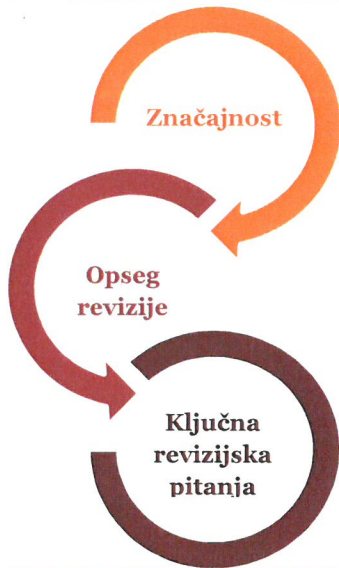 Značajnost
Opseg
revizije
Ključna
revizijska
pitanja